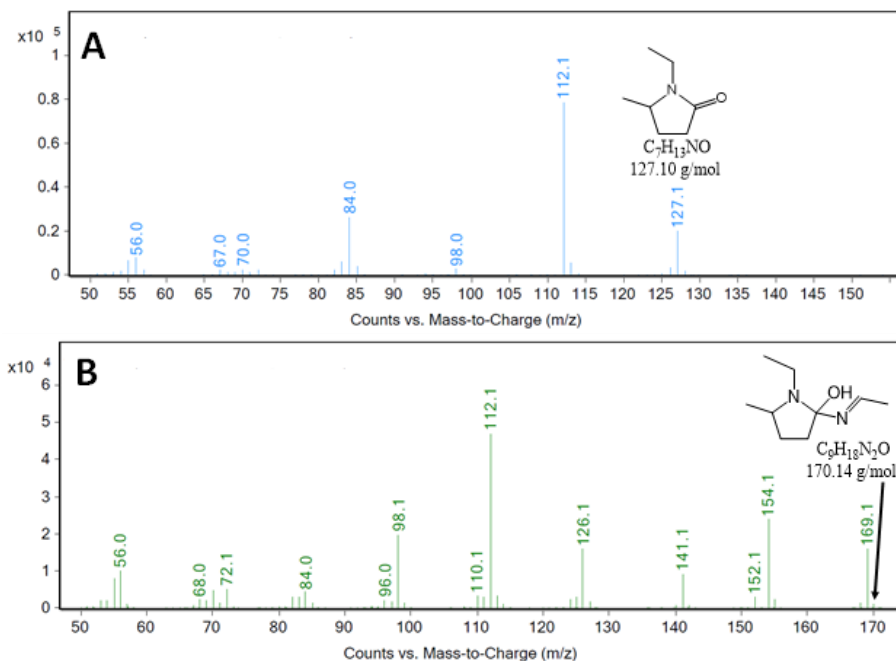 x10 5
A
1
0.8
0.6
0.4
0.2
0
56.0
67.0
70.0
84.0
98.0
112.1
127.1
N
O
C7H13NO
127.10 g/mol
50 55 60 65 70 75 80 85 90 95 100 105 110 115 120 125 130 135 140 145 150
Counts vs. Mass-to-Charge (m/z)
x10 4
B
6
5
4
3
2
1
0
56.0
68.0
72.1
84.0
96.0
98.1
110.1
112.1
126.1
141.1
152.1
154.1
169.1
OH
N
N
C9H18N2O
170.14 g/mol
50 60 70 80 90 100 110 120 130 140 150 160 170
Counts vs. Mass-to-Charge (m/z)